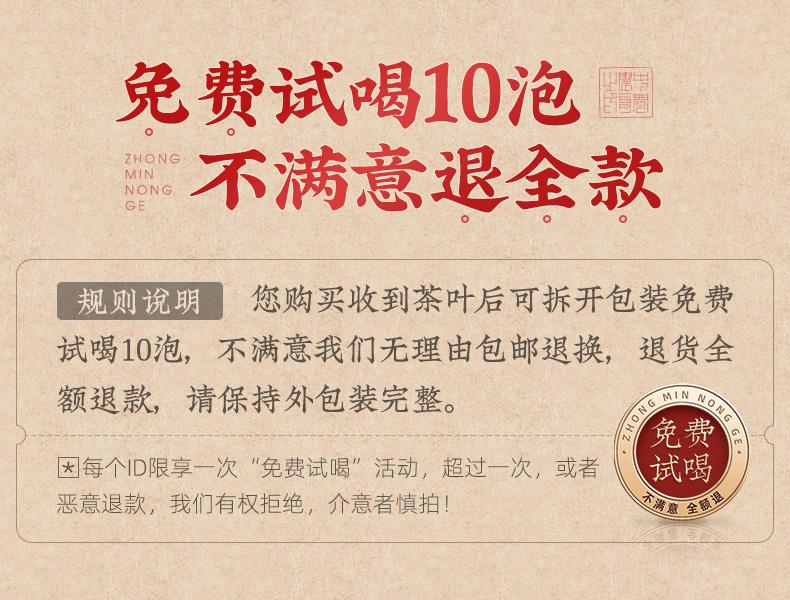 免费试喝10泡
ZHONG
MIN
NONG
GE
不满意退全款
规则说明 您购买收到茶叶后可拆开包装免费
试喝10泡，不满意我们无理由包邮退换，退货全
额退款，请保持外包装完整。
*每个ID限享一次“免费试喝”活动，超过一次，或者
恶意退款，我们有权拒绝，介意者慎拍！
ZHONG MIN NONG GE
免费
试喝
不满意 全额退